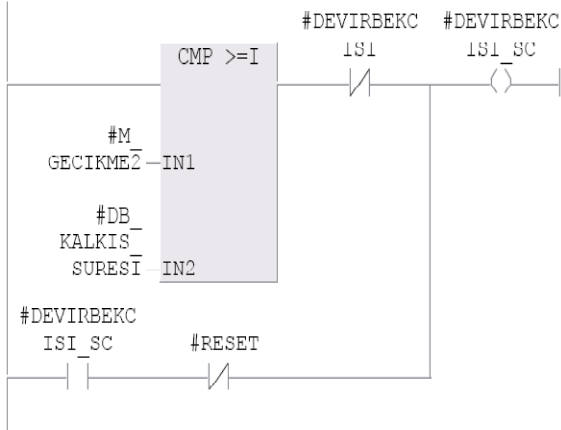 #DEVIRBEKC
ISI
#DEVIRBEKC
ISI_SC
CMP >=I
#M_
GECIKME2
IN1
#DB_
KALKIS_
SURESI
IN2
#DEVIRBEKC
ISI_SC
#RESET